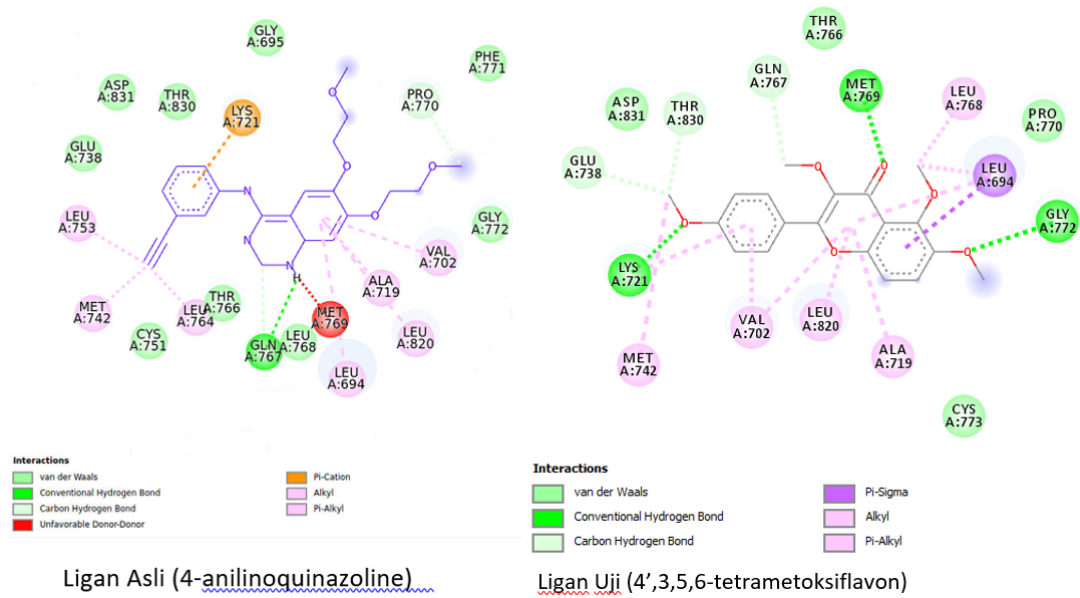 GLY
A:695
PHE
A:771
ASP
A:831
THR
A:830
PRO
A:770
LYS
A:721
GLU
A:738
O
O
N
O
O
LEU
A:753
GLY
A:772
N
N
H
VAL
A:702
ALA
A:719
MET
A:742
LEU
A:764
THR
A:766
MET
A:769
LEU
A:820
CYS
A:751
GLN
A:767
LEU
A:768
LEU
A:694
Interactions
van der Waals
Conventional Hydrogen Bond
Carbon Hydrogen Bond
Unfavorable Donor-Donor
Pi-Cation
Alkyl
Pi-Alkyl
Ligan Asli (4-anilinoquinazoline)
THR
A:766
GLN
A:767
MET
A:769
LEU
A:768
ASP
A:831
THR
A:830
PRO
A:770
GLU
A:738
LEU
A:694
O
O
O
O
O
O
GLY
A:772
LYS
A:721
VAL
A:702
LEU
A:820
MET
A:742
ALA
A:719
CYS
A:773
Interactions
van der Waals
Conventional Hydrogen Bond
Carbon Hydrogen Bond
Pi-Sigma
Alkyl
Pi-Alkyl
Ligan Uji (4’,3,5,6-tetrametoksiflavon)